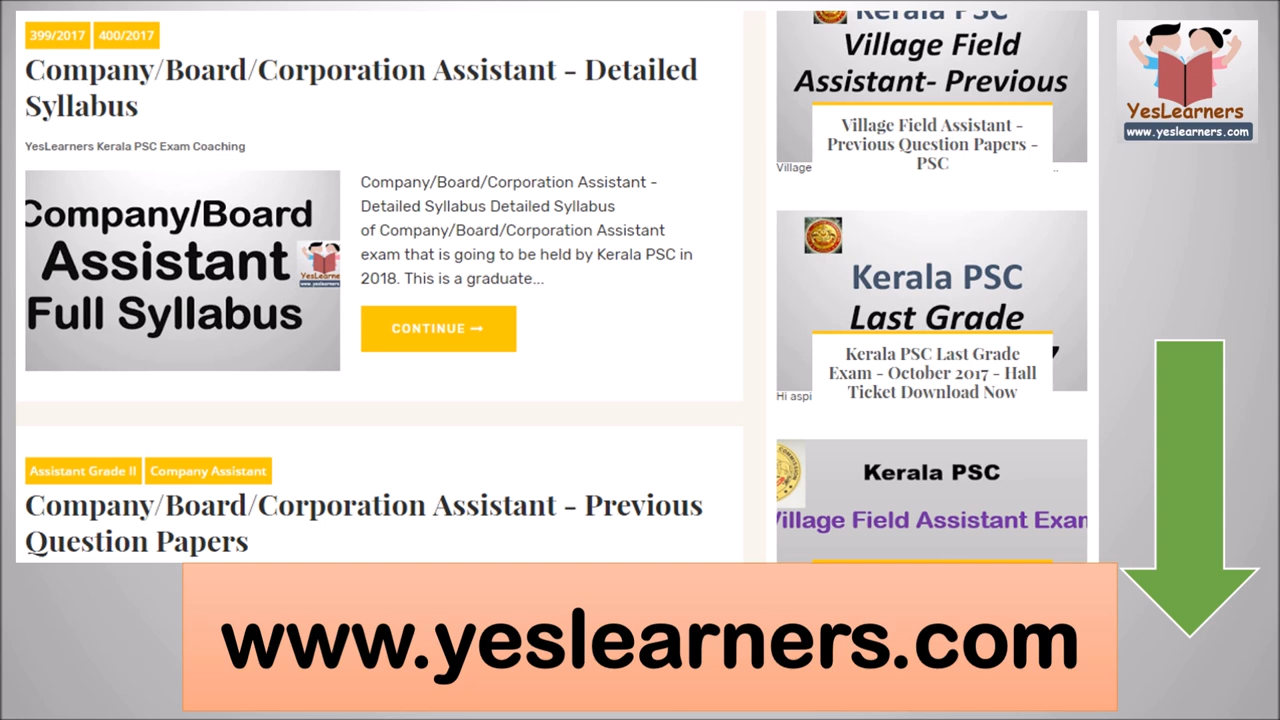 399/2017 400/2017
Company/Board/Corporation Assistant - Detailed
Syllabus
YesLearners Kerala PSC Exam Coaching
Company/Board
Assistant
Full Syllabus
YesLearners
Company/Board/Corporation Assistant -
Detailed Syllabus Detailed Syllabus
of Company/Board/Corporation Assistant
exam that is going to be held by Kerala PSC in
2018. This is a graduate...
CONTINUE
Assistant Grade II Company Assistant
Company/Board/Corporation Assistant - Previous
Question Papers
Kerala PSC
Village Field
Assistant- Previous
Village Field Assistant -
Previous Question Papers -
PSC
Village
..
Kerala PSC
Last Grade
Kerala PSC Last Grade
Exam - October 2017 - Hall
Ticket Download Now
Hi aspi
Kerala PSC
Village Field Assistant Exam
YesLearners
www.yeslearners.com
www.yeslearners.com